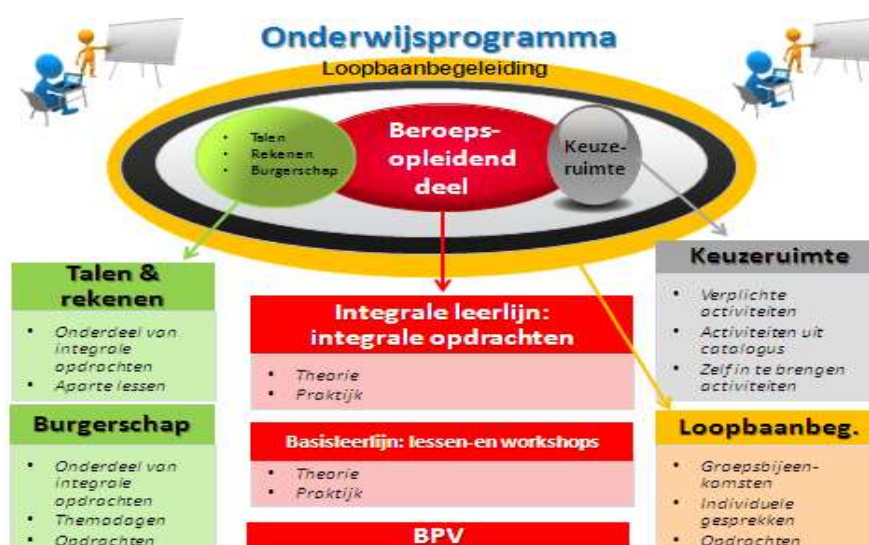 Onderwijsprogramma
Loopbaanbegeleiding
• Talen
• Rekenen
• Burgerschap
Beroeps-
opleidend
deel
Keuze-
ruimte
Talen &
rekenen
• Onderdeel van
integrale
opdrachten
• Aparte lessen
Burgerschap
• Onderdeel van
integrale
opdrachten
• Themadagen
• Opdrachten
Integrale leerlijn:
integrale opdrachten
• Theorie
• Praktijk
Basisleerlijn: lessen-en workshops
• Theorie
• Praktijk
BPV
Keuzeruimte
• Verplichte
activiteiten
• Activiteiten uit
catalogus
• Zelf in te brengen
activiteiten
Loopbaanbeg.
• Groepsbijeen-
komsten
• Individuele
gesprekken
• Opdrachten